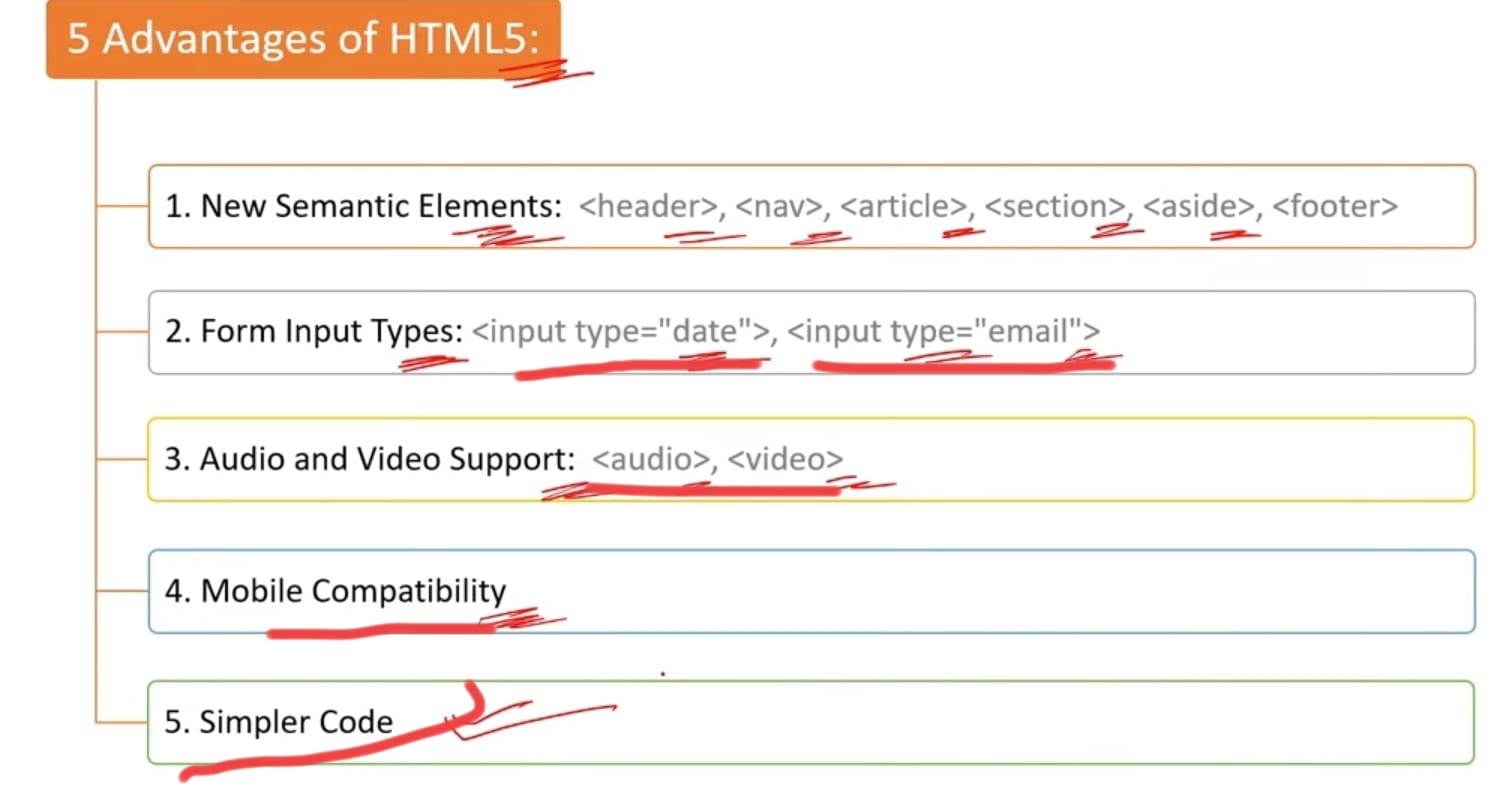 5 Advantages of HTML5:
1. New Semantic Elements: <header>, <nav>, <article>, <section>, <aside>, <footer>
2. Form Input Types: <input type="date">, <input type="email">
3. Audio and Video Support: <audio>, <video>
4. Mobile Compatibility
5. Simpler Code